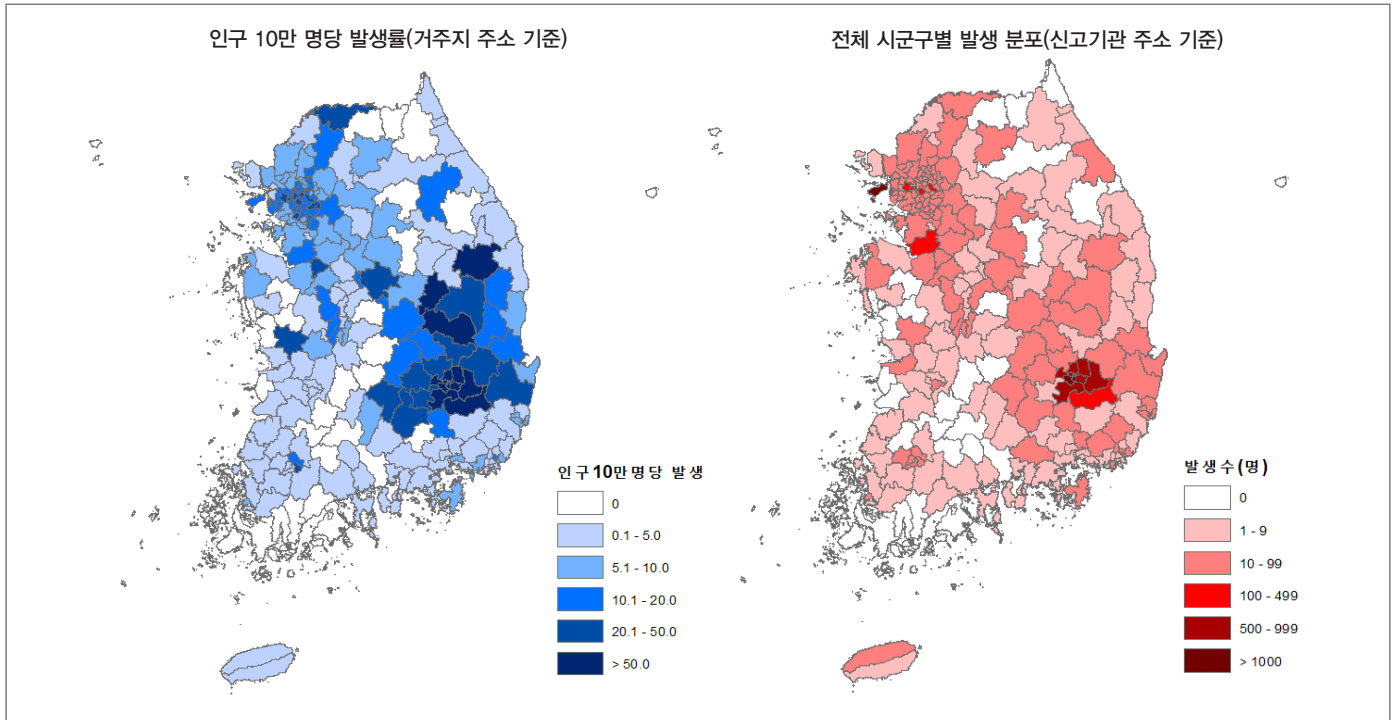 인구 10만 명당 발생률(거주지 주소 기준)
전체 시군구별 발생 분포(신고기관 주소 기준)
인구 10만명당 발생
0
0.1 - 5.0
5.1 - 10.0
10.1 - 20.0
20.1 - 50.0
> 50.0
발생수(명)
0
1 - 9
10 - 99
100 - 499
500 - 999
> 1000